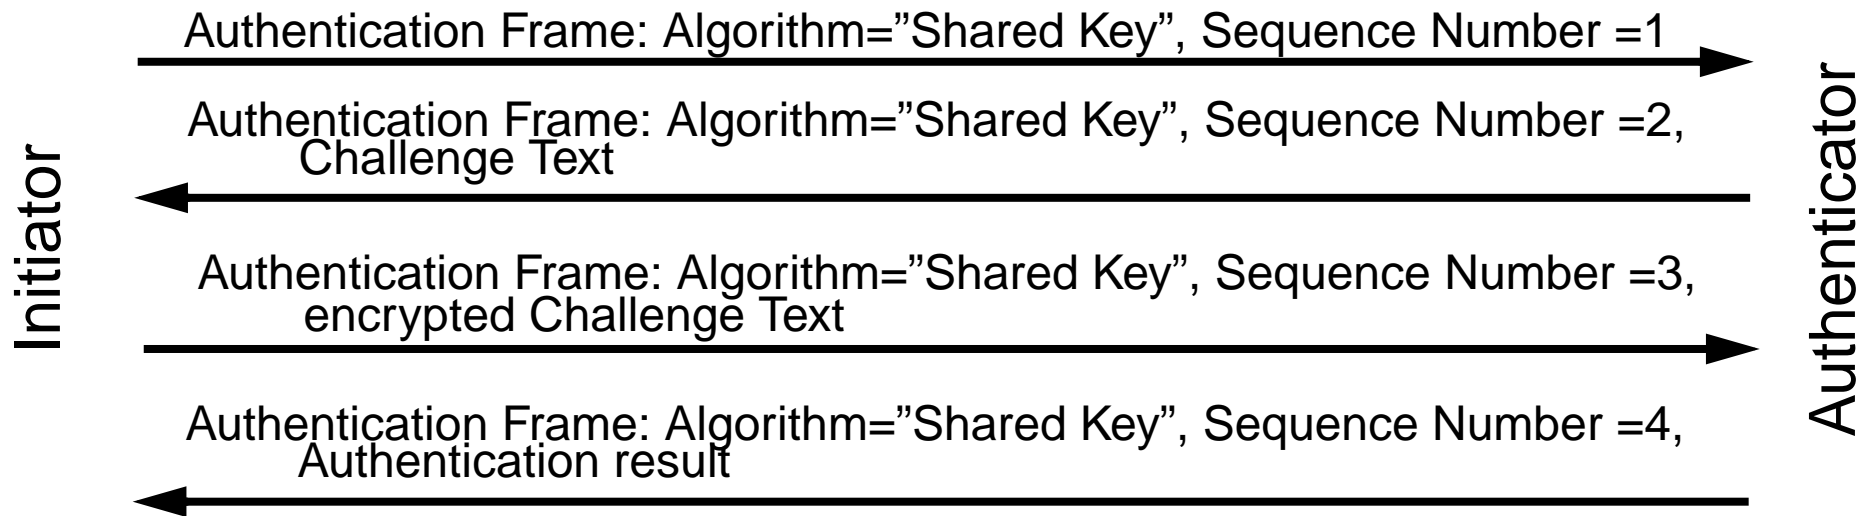 Authentication Frame: Algorithm=”Shared Key”, Sequence Number =1
Authentication Frame: Algorithm=”Shared Key”, Sequence Number =2,
Challenge Text
Initiator
Authenticator
Authentication Frame: Algorithm=”Shared Key”, Sequence Number =3,
encrypted Challenge Text
Authentication Frame: Algorithm=”Shared Key”, Sequence Number =4,
Authentication result